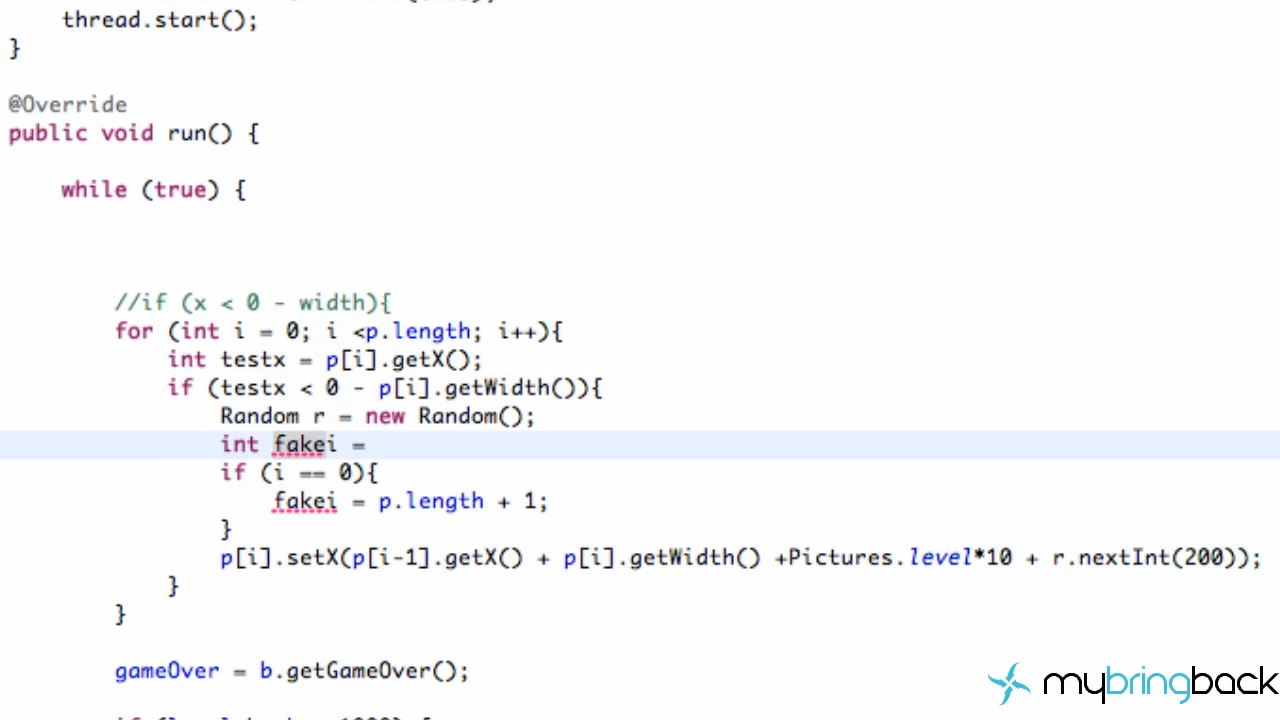 thread.start();
}
@Override
public void run() {
while (true) {
//if (x < 0 - width){
for (int i = 0; i <p.length; i++){
int testx = p[i].getX();
if (testx < 0 - p[i].getWidth()){
Random r = new Random();
int fakei =
if (i == 0){
fakei = p.length + 1;
}
p[i].setX(p[i-1].getX() + p[i].getWidth() +Pictures.level*10 + r.nextInt(200));
}
}
gameOver = b.getGameOver();
mybringback